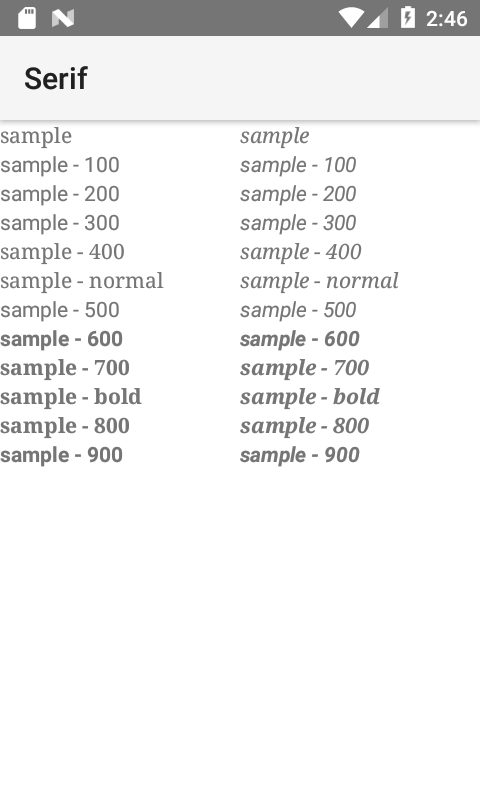 2:46
Serif
sample sample
sample - 100 sample - 100
sample - 200 sample - 200
sample - 300 sample - 300
sample - 400 sample - 400
sample - normal sample - normal
sample - 500 sample - 500
sample - 600 sample - 600
sample - 700 sample - 700
sample - bold sample - bold
sample - 800 sample - 800
sample - 900 sample - 900